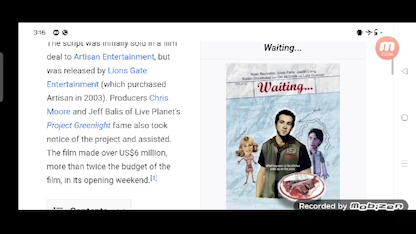 3:16
The script was initially sold in a film
deal to Artisan Entertainment, but
was released by Lions Gate
Entertainment (which purchased
Artisan in 2003). Producers Chris
Moore and Jeff Balis of Live Planet's
Project Greenlight fame also took
notice of the project and assisted.
The film made over US$6 million,
more than twice the budget of the
film, in its opening weekend.[1]
Waiting...
Waiting...
Recorded by mobizen